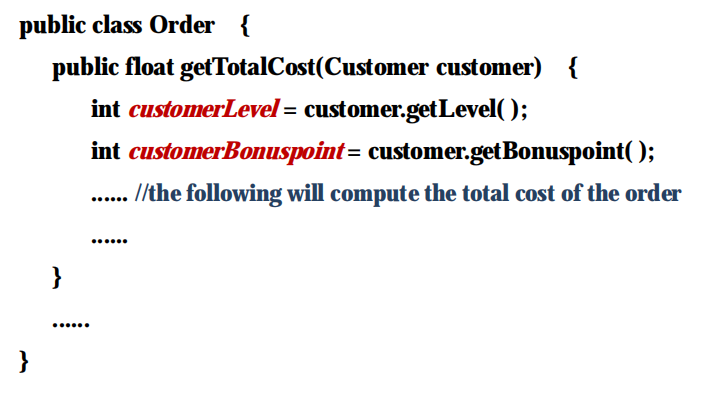 public class Order {
public float getTotalCost(Customer customer) {
int customerLevel = customer.getLevel( );
int customerBonuspoint = customer.getBonuspoint( );
...... //the following will compute the total cost of the order
......
}
......
}